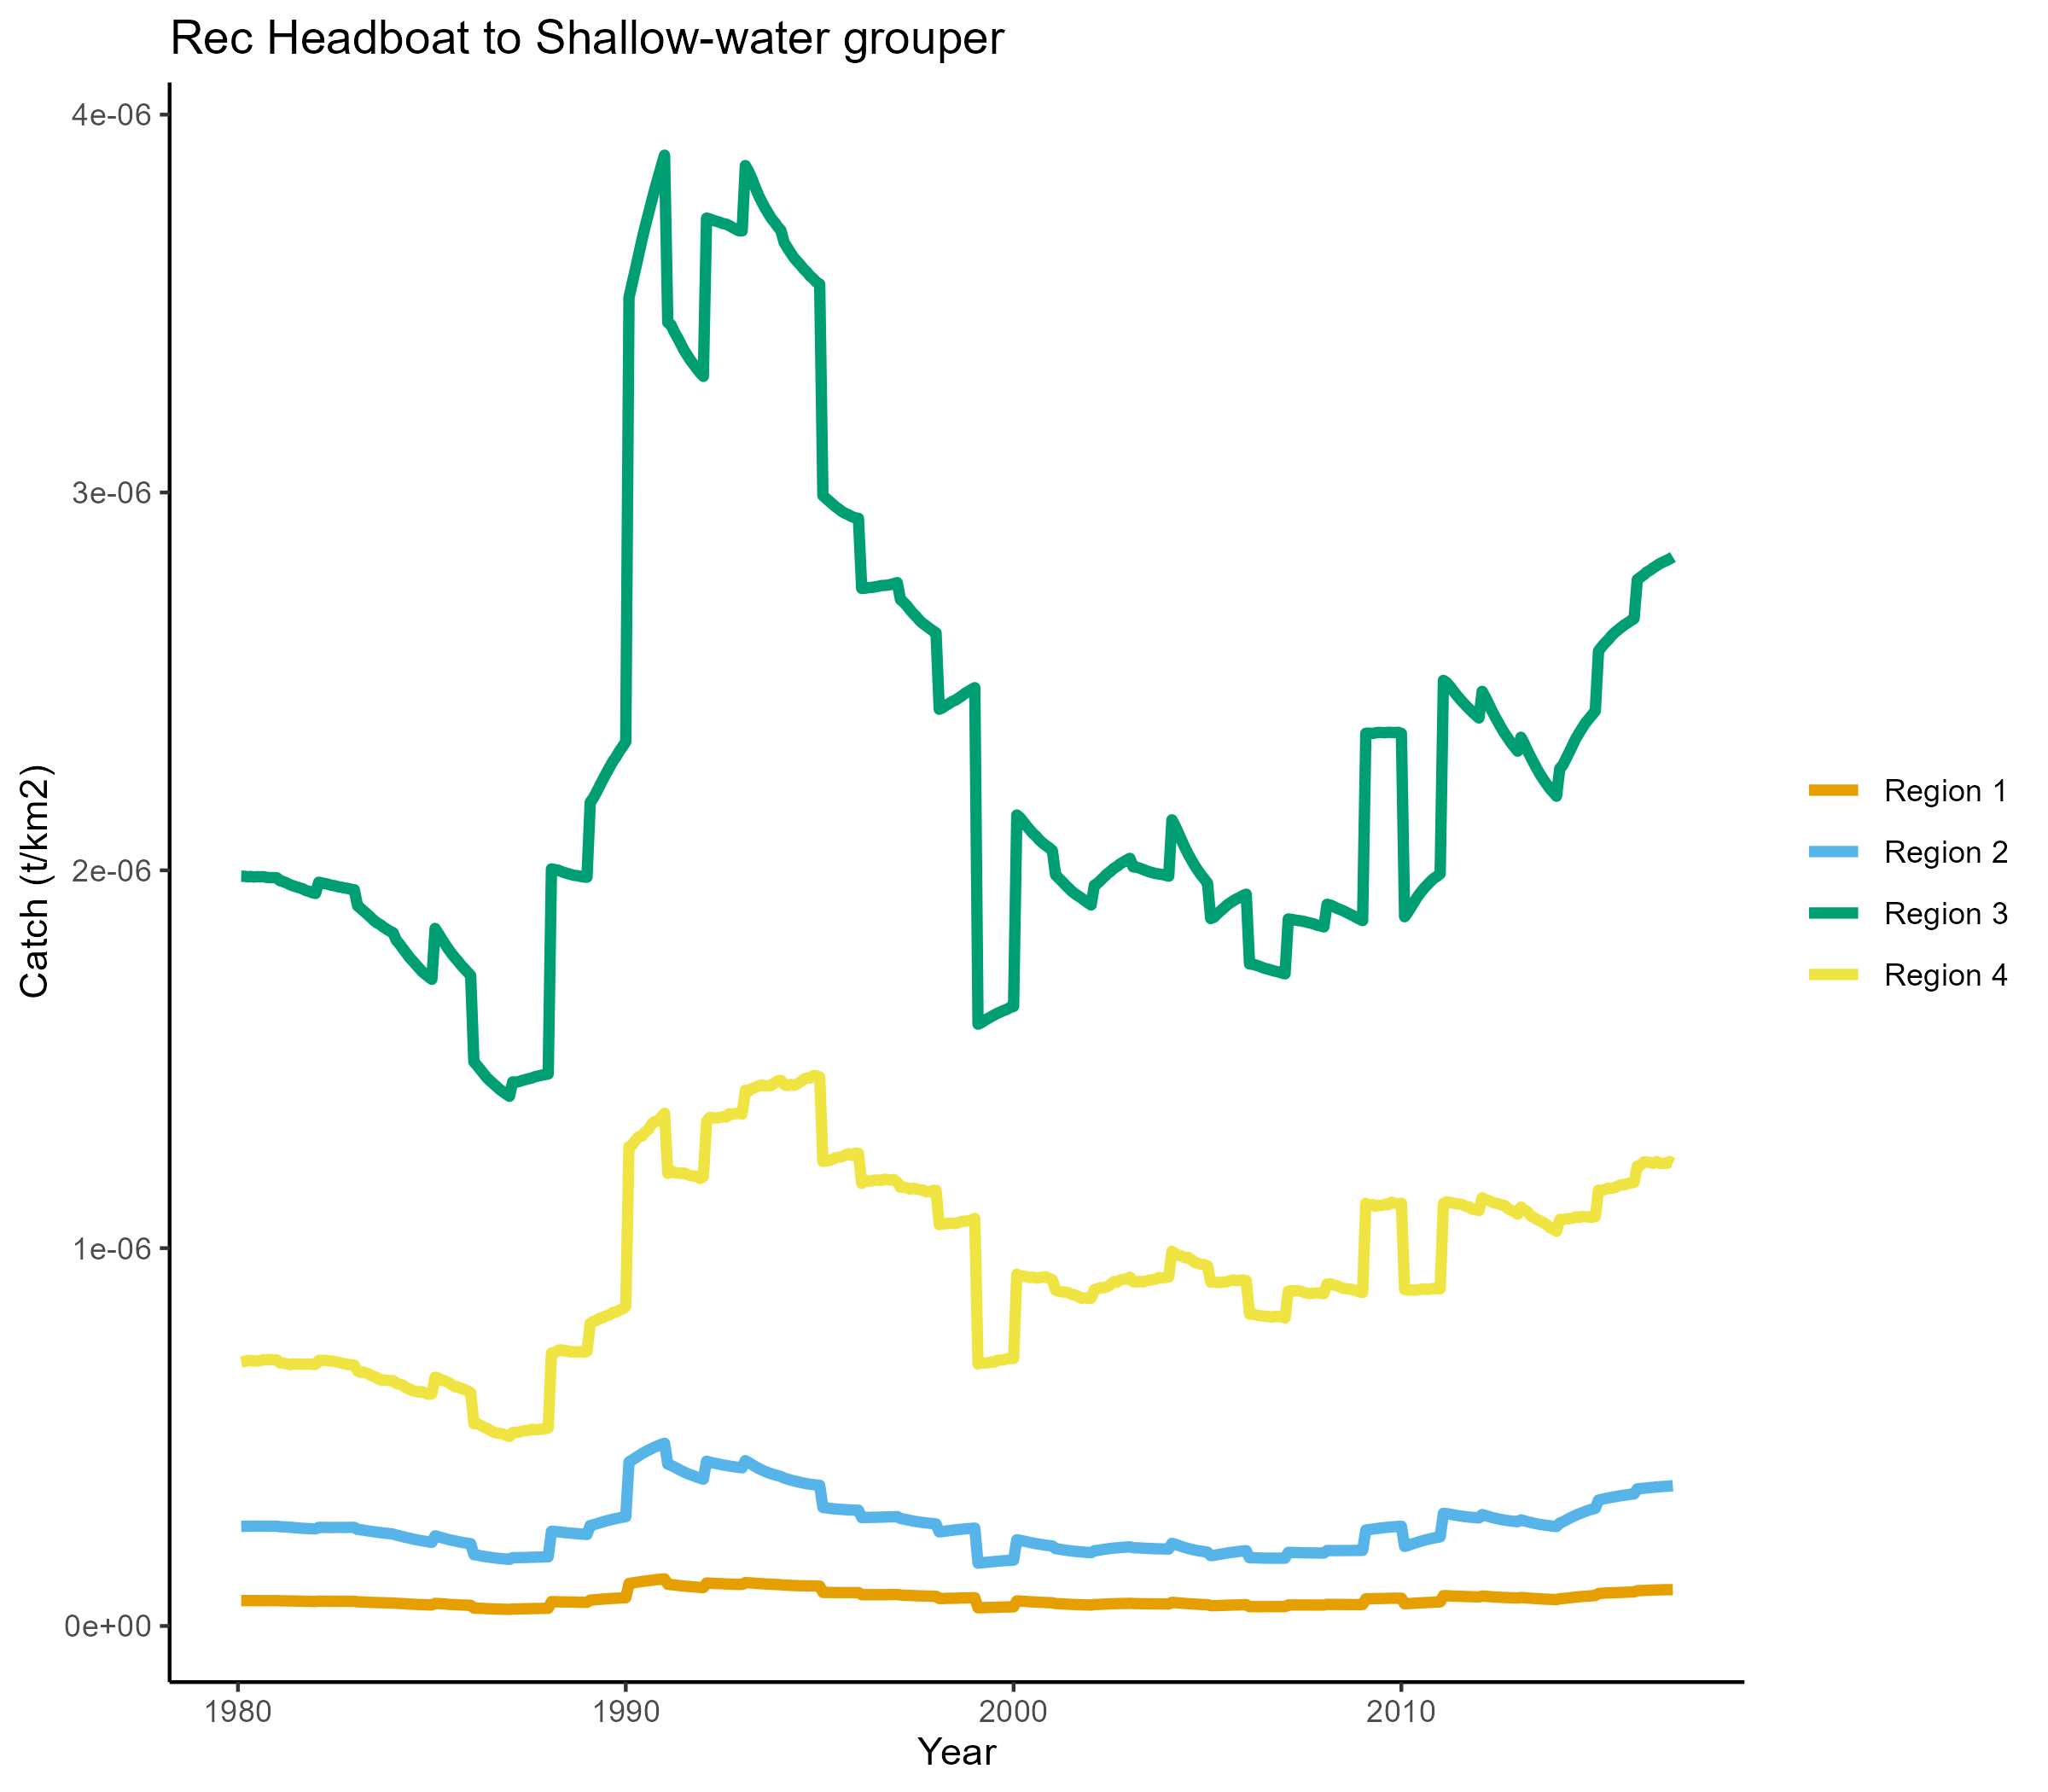 Rec Headboat to Shallow-water grouper
4e-06
3e-06
2e-06
1e-06
0e+00
Catch (t/km2)
1980
1990
2000
2010
Year
Region 1
Region 2
Region 3
Region 4